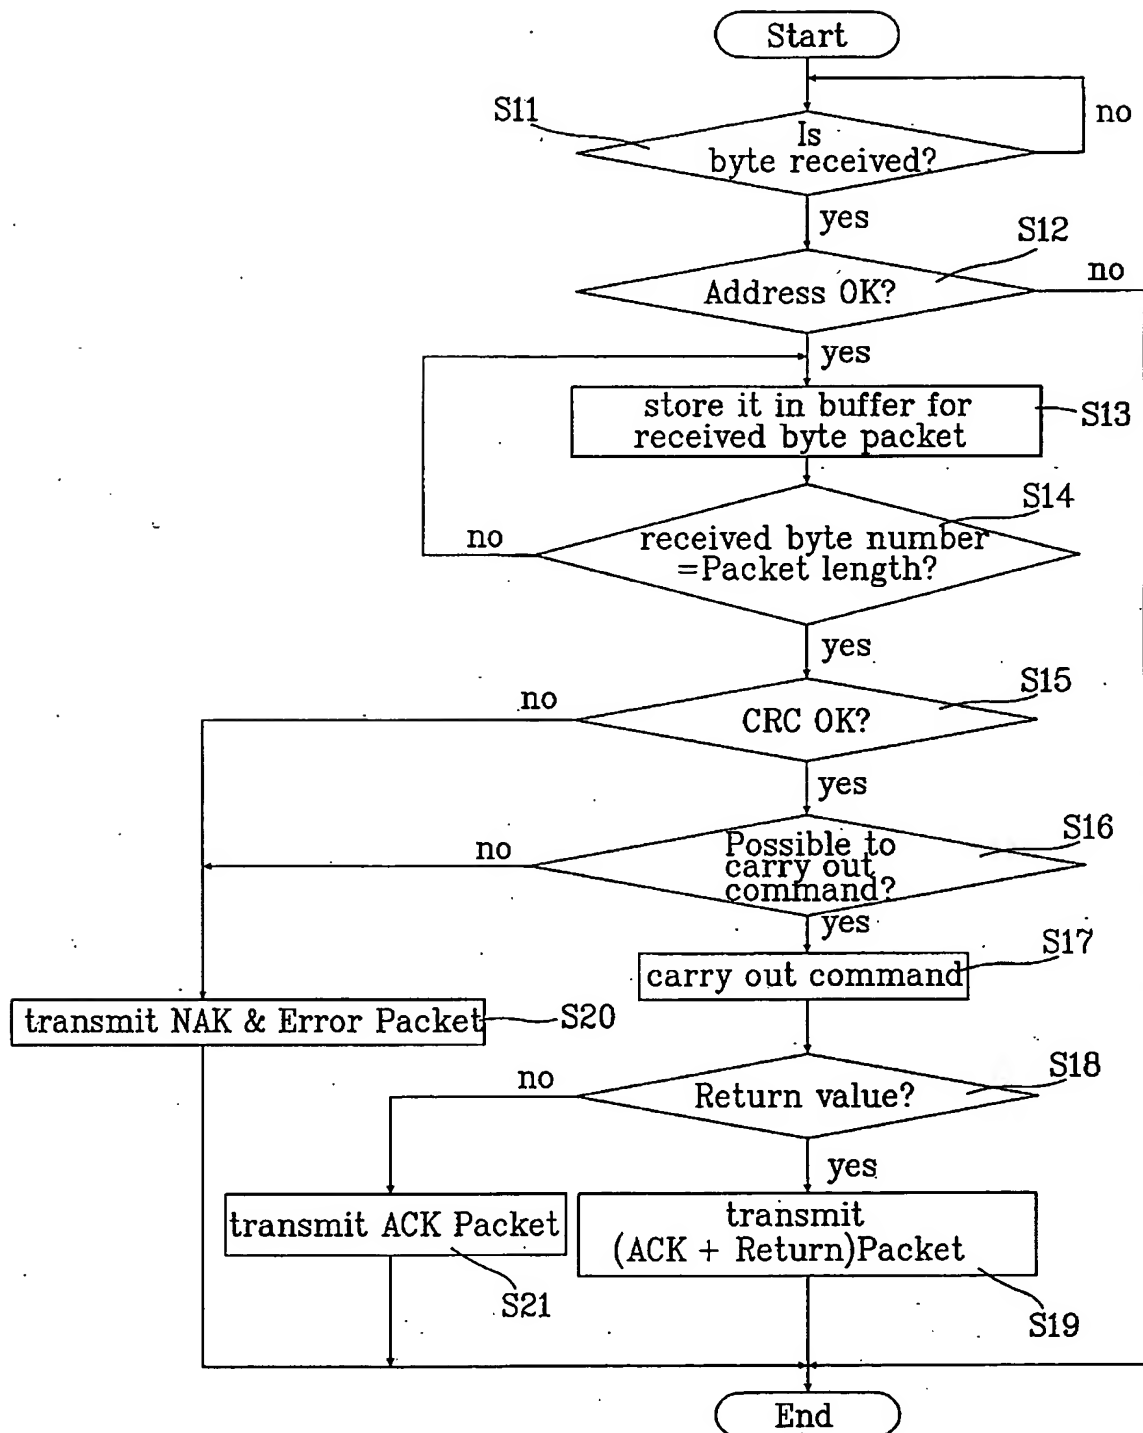 Start
no
S11
Is
byte received?
yes
S12
no
Address OK?
yes
store it in buffer for
received byte packet
S13
S14
no
received byte number
=Packet length?
yes
no
S15
CRC OK?
yes
S16
no
Possible to
carry out
command?
yes
S17
carry out command
transmit NAK & Error Packet
S20
no
S18
Return value?
yes
transmit ACK Packet
transmit
(ACK + Return)Packet
S21
S19
End